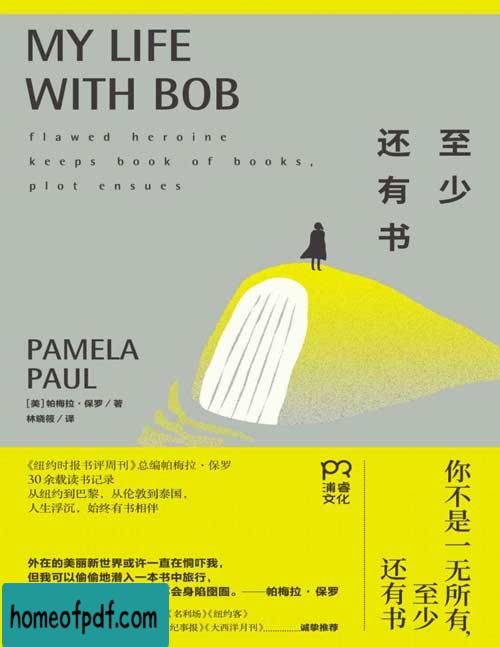 MY LIFE
WITH BOB
flawed heroine
keeps book of books,
plot ensues
至少
还有书
PAMELA
PAUL
[美]帕梅拉·保罗／著
林晓筱／译
《纽约时报书评周刊》总编帕梅拉·保罗
30余载读书记录
从纽约到巴黎，从伦敦到泰国，
人生浮沉，始终有书相伴
浦睿
文化
你不是一无所有，
至少
还有书
外在的美丽新世界或许一直在恫吓我，
但我可以偷偷地潜入一本书中旅行，
会身陷囹圄。——帕梅拉·保罗
《名利场》《纽约客》
纪事报》《大西洋月刊》................诚挚推荐
homeofpdf.com